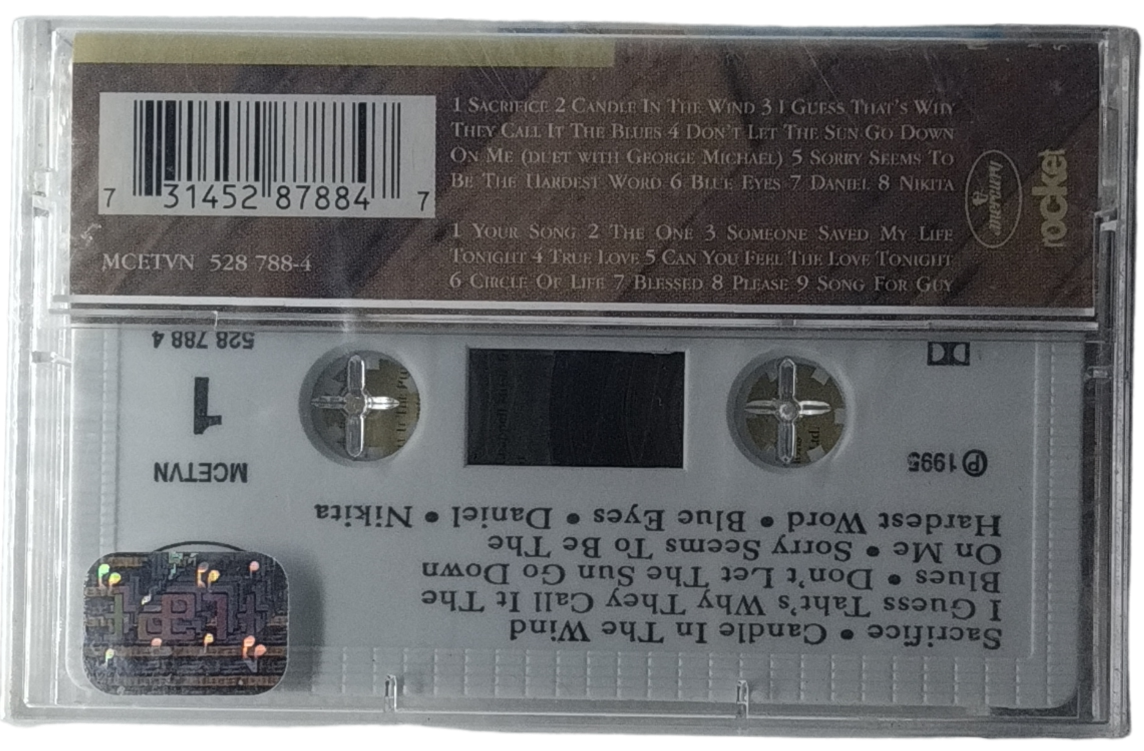 1 SACRIFICE 2 CANDLE IN THE WIND 3 I GUESS THAT'S WHY
THEY CALL IT THE BLUES 4 DON'T LET THE SUN GO DOWN
ON ME (DUET WITH GEORGE MICHAEL) 5 SORRY SEEMS TO
BE THE HARDEST WORD 6 BLUE EYES 7 DANIEL 8 NIKITA
1 YOUR SONG 2 THE ONE 3 SOMEONE SAVED MY LIFE
TONIGHT 4 TRUE LOVE 5 CAN YOU FEEL THE LOVE TONIGHT
6 CIRCLE OF LIFE 7 BLESSED 8 PLEASE 9 SONG FOR GUY
7 31452 87884 7
MCETVN 528 788-4
mercury
rocket
Sacrifice • Candle In The Wind
I Guess Taht's Why They Call It The
Blues • Don't Let The Sun Go Down
On Me • Sorry Seems To Be The
Hardest Word • Blue Eyes • Daniel • Nikita
℗ 1995
MCETVN
1
528 788 4